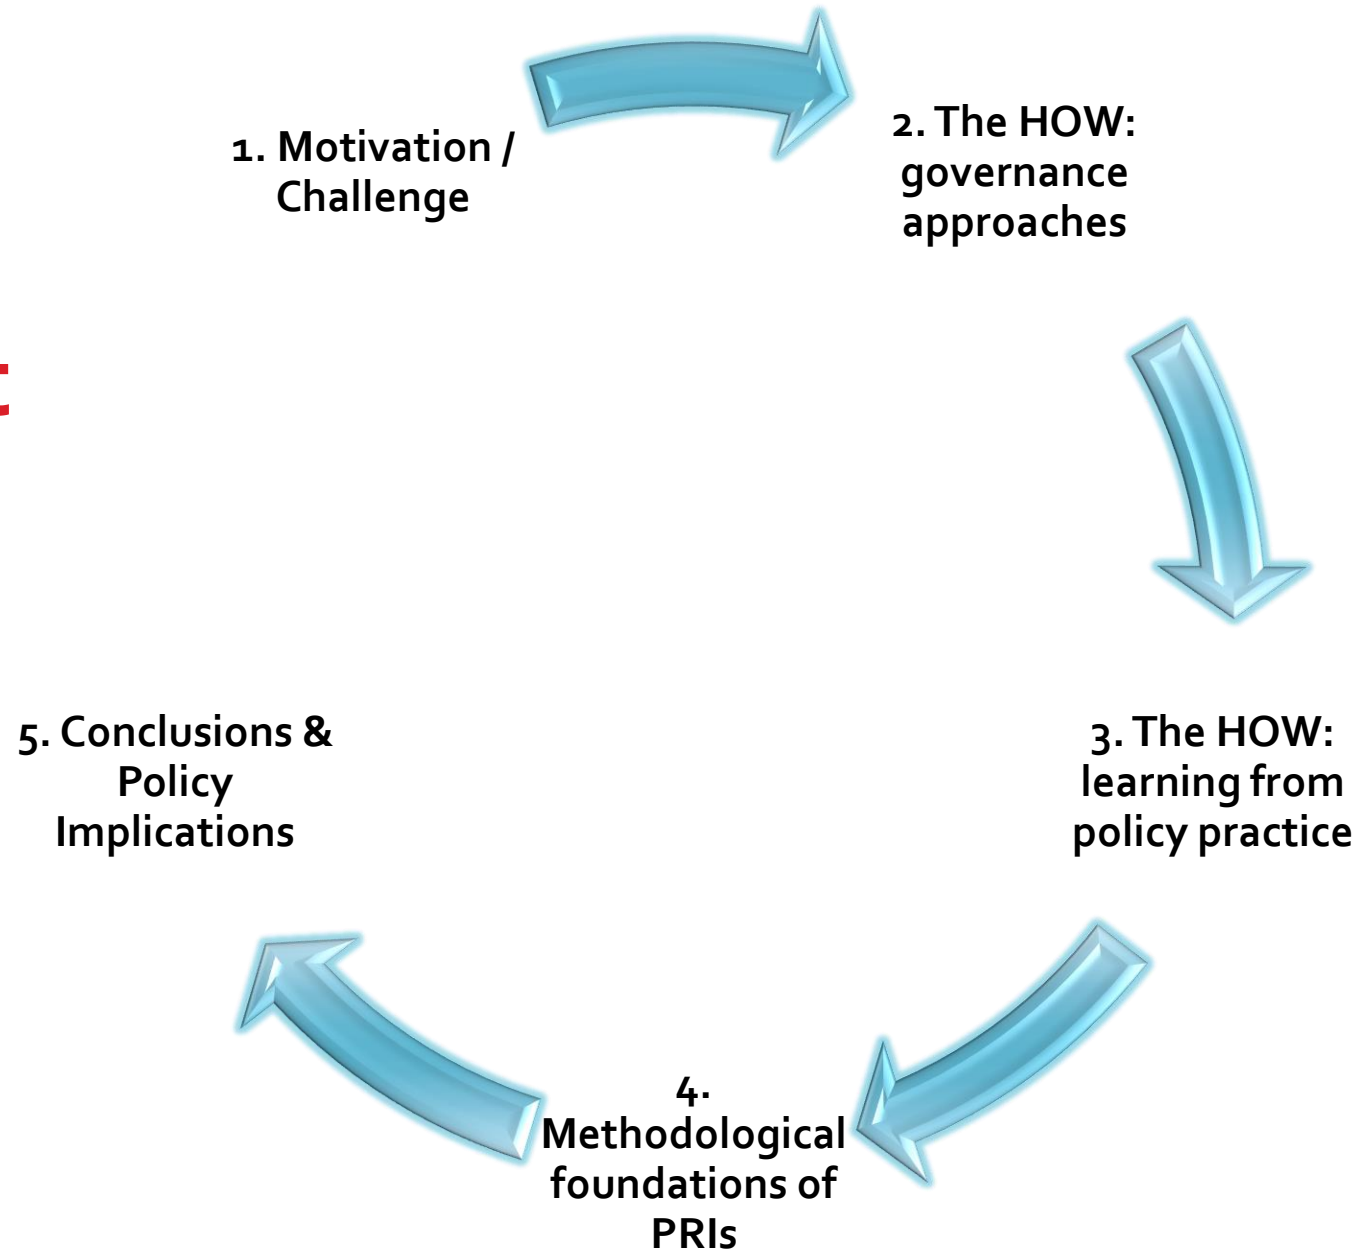 1. Motivation /
Challenge
2. The HOW:
governance
approaches
3. The HOW:
learning from
policy practice
4.
Methodological
foundations of
PRIs
5. Conclusions &
Policy
Implications